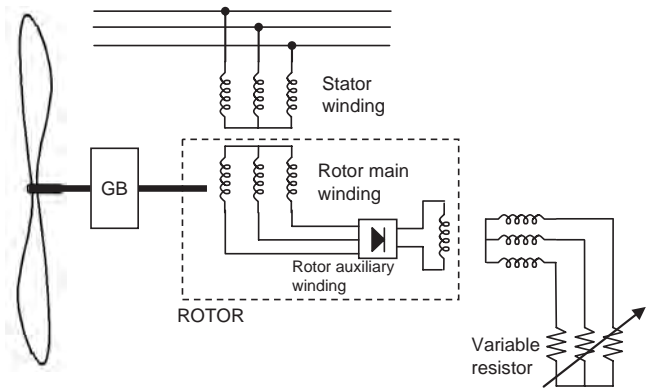 Stator
winding
GB
Rotor main
winding
Rotor auxiliary
winding
ROTOR
Variable
resistor